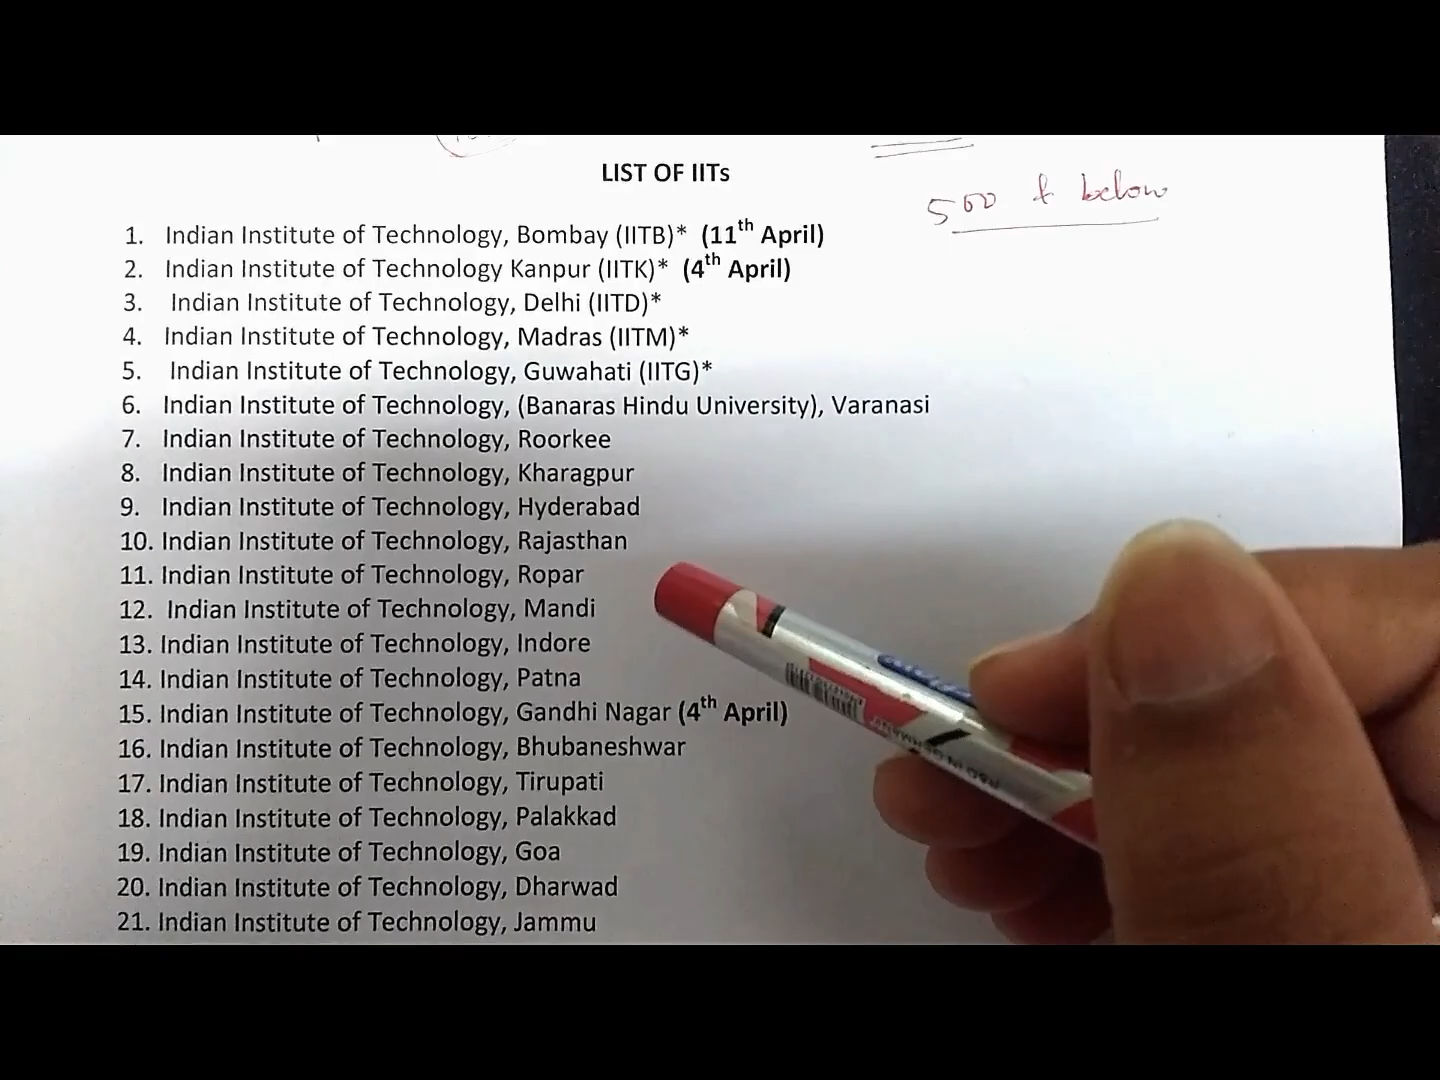 LIST OF IITs
500 & below
1. Indian Institute of Technology, Bombay (IITB)* (11th April)
2. Indian Institute of Technology Kanpur (IITK)* (4th April)
3. Indian Institute of Technology, Delhi (IITD)*
4. Indian Institute of Technology, Madras (IITM)*
5. Indian Institute of Technology, Guwahati (IITG)*
6. Indian Institute of Technology, (Banaras Hindu University), Varanasi
7. Indian Institute of Technology, Roorkee
8. Indian Institute of Technology, Kharagpur
9. Indian Institute of Technology, Hyderabad
10. Indian Institute of Technology, Rajasthan
11. Indian Institute of Technology, Ropar
12. Indian Institute of Technology, Mandi
13. Indian Institute of Technology, Indore
14. Indian Institute of Technology, Patna
15. Indian Institute of Technology, Gandhi Nagar (4th April)
16. Indian Institute of Technology, Bhubaneshwar
17. Indian Institute of Technology, Tirupati
18. Indian Institute of Technology, Palakkad
19. Indian Institute of Technology, Goa
20. Indian Institute of Technology, Dharwad
21. Indian Institute of Technology, Jammu